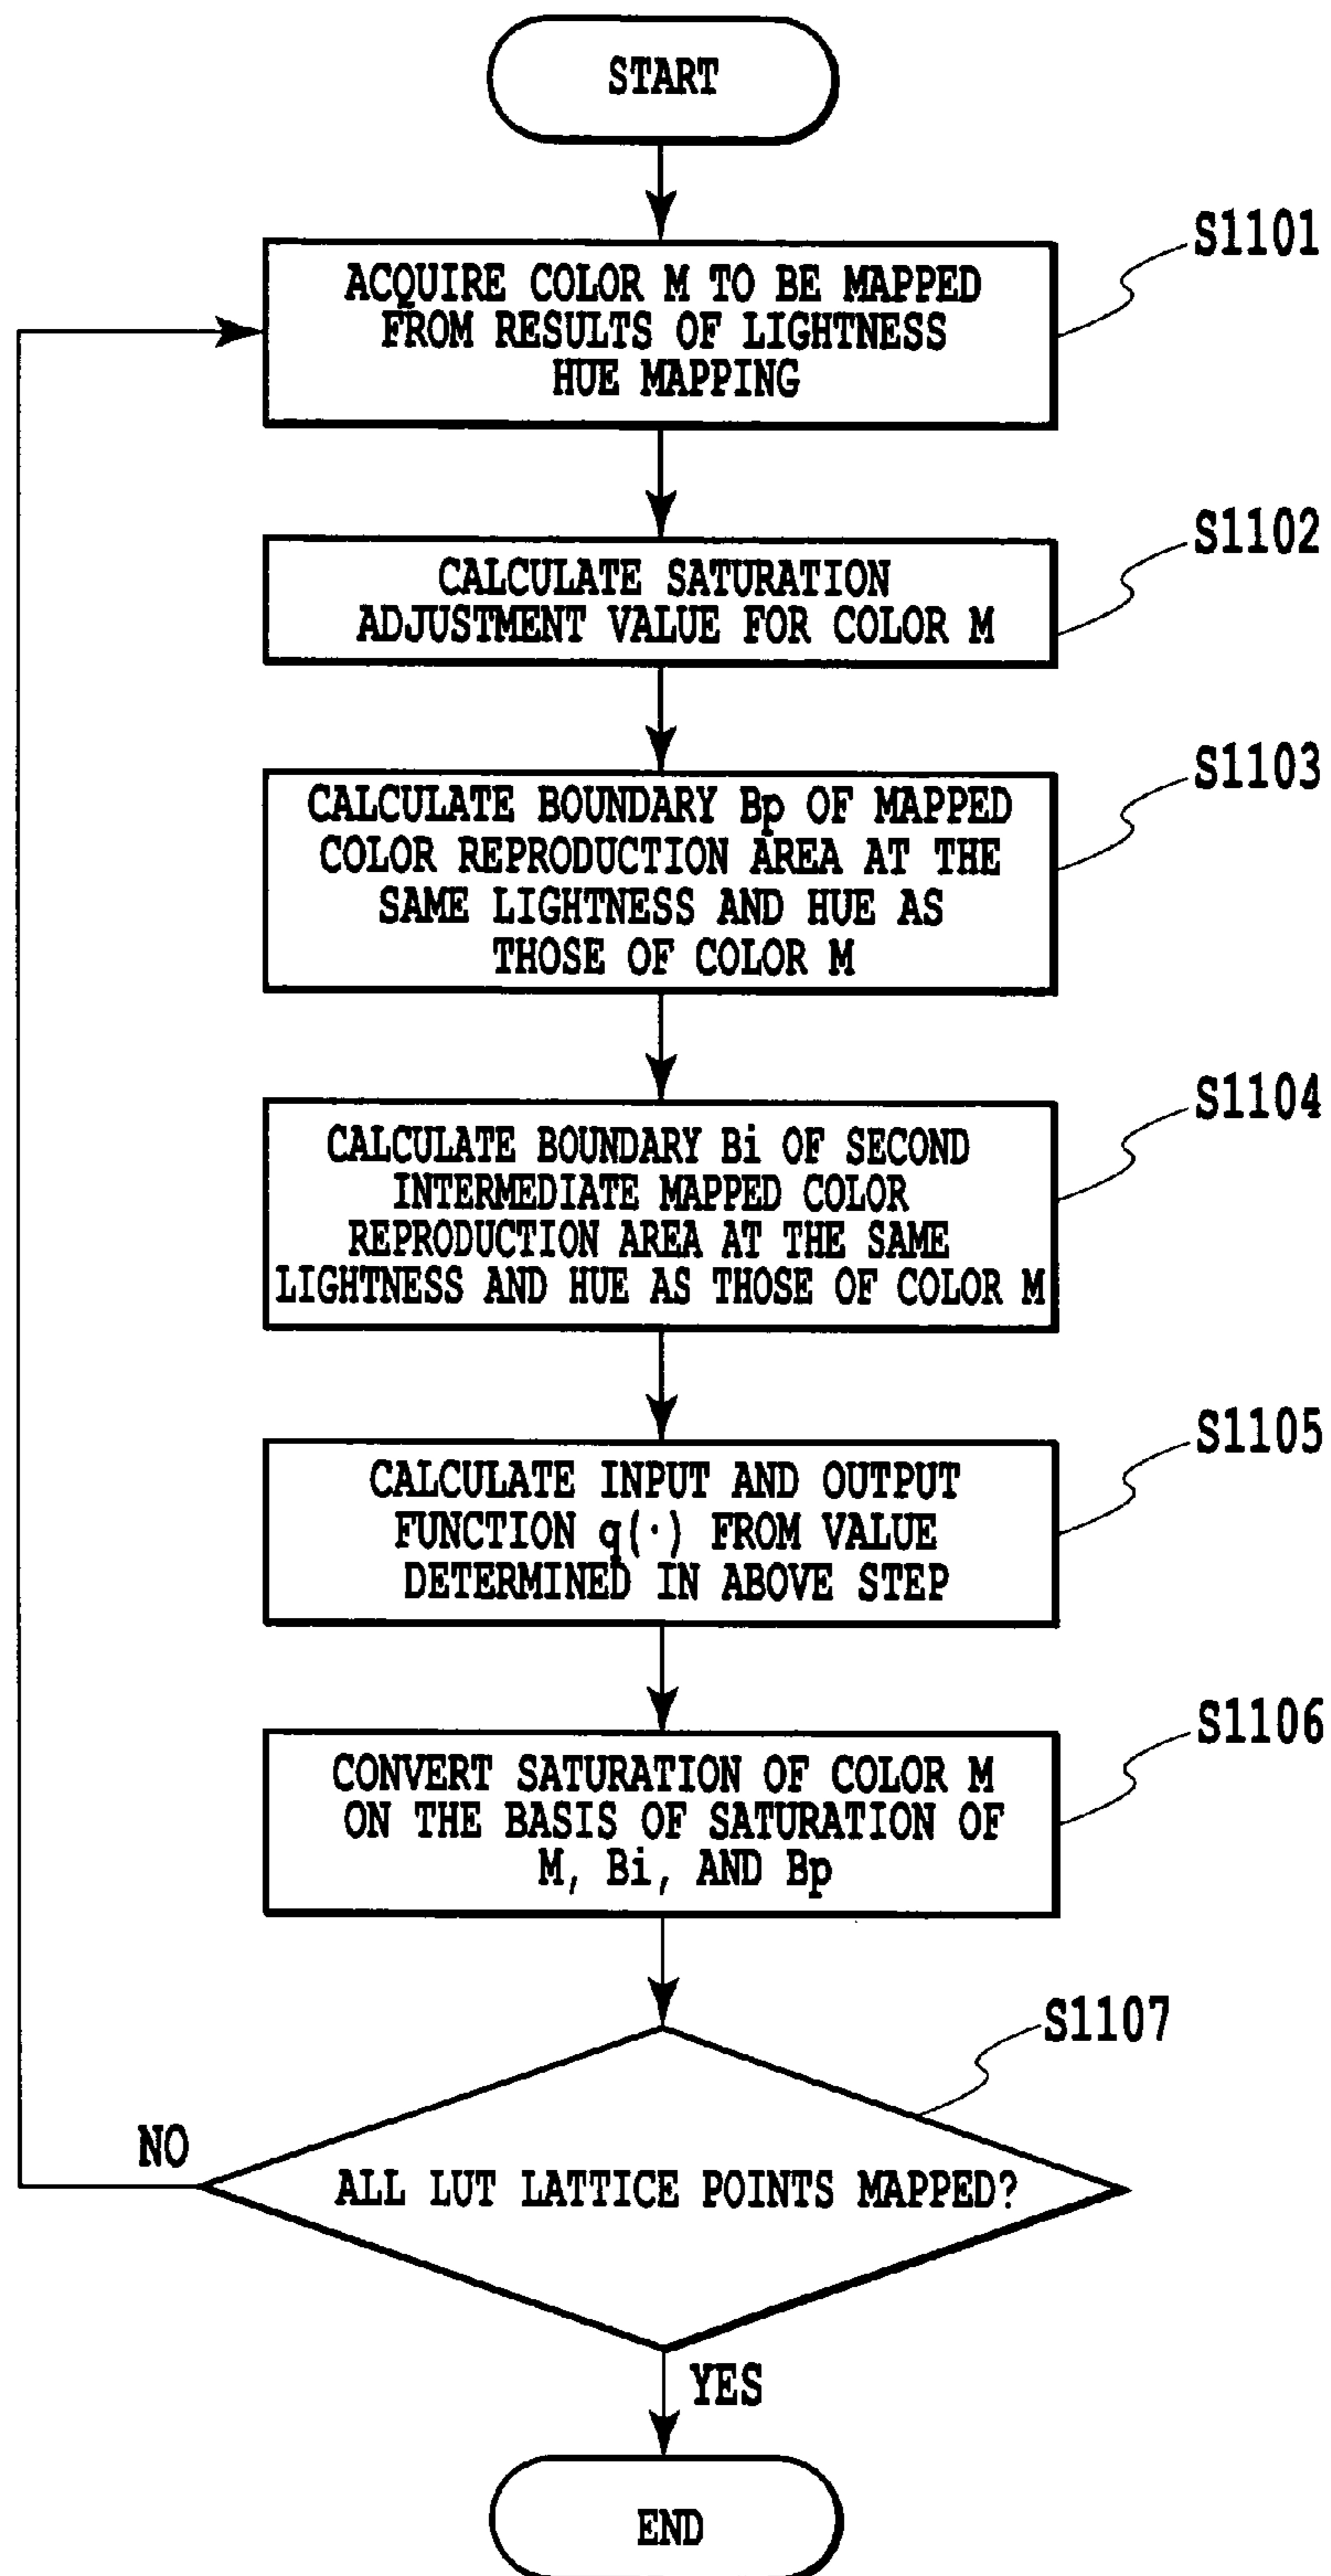 START
S1101
ACQUIRE COLOR M TO BE MAPPED
FROM RESULTS OF LIGHTNESS
HUE MAPPING
S1102
CALCULATE SATURATION
ADJUSTMENT VALUE FOR COLOR M
S1103
CALCULATE BOUNDARY Bp OF MAPPED
COLOR REPRODUCTION AREA AT THE
SAME LIGHTNESS AND HUE AS
THOSE OF COLOR M
S1104
CALCULATE BOUNDARY Bi OF SECOND
INTERMEDIATE MAPPED COLOR
REPRODUCTION AREA AT THE SAME
LIGHTNESS AND HUE AS THOSE OF COLOR M
S1105
CALCULATE INPUT AND OUTPUT
FUNCTION q(·) FROM VALUE
DETERMINED IN ABOVE STEP
S1106
CONVERT SATURATION OF COLOR M
ON THE BASIS OF SATURATION OF
M, Bi, AND Bp
S1107
NO
ALL LUT LATTICE POINTS MAPPED?
YES
END